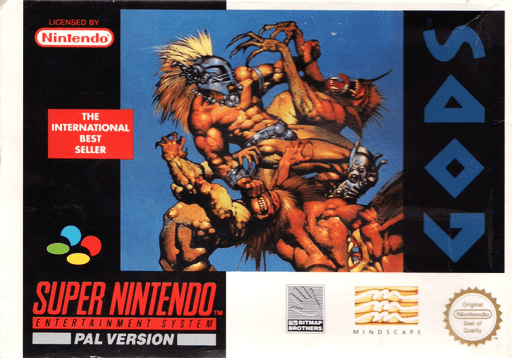 LICENSED BY
Nintendo
THE
INTERNATIONAL
BEST
SELLER
GODS
SUPER NINTENDO
ENTERTAINMENT SYSTEM
PAL VERSION
BITMAP
BROTHERS
MINDSCAPE
Original
Nintendo
Seal of
Quality
TM